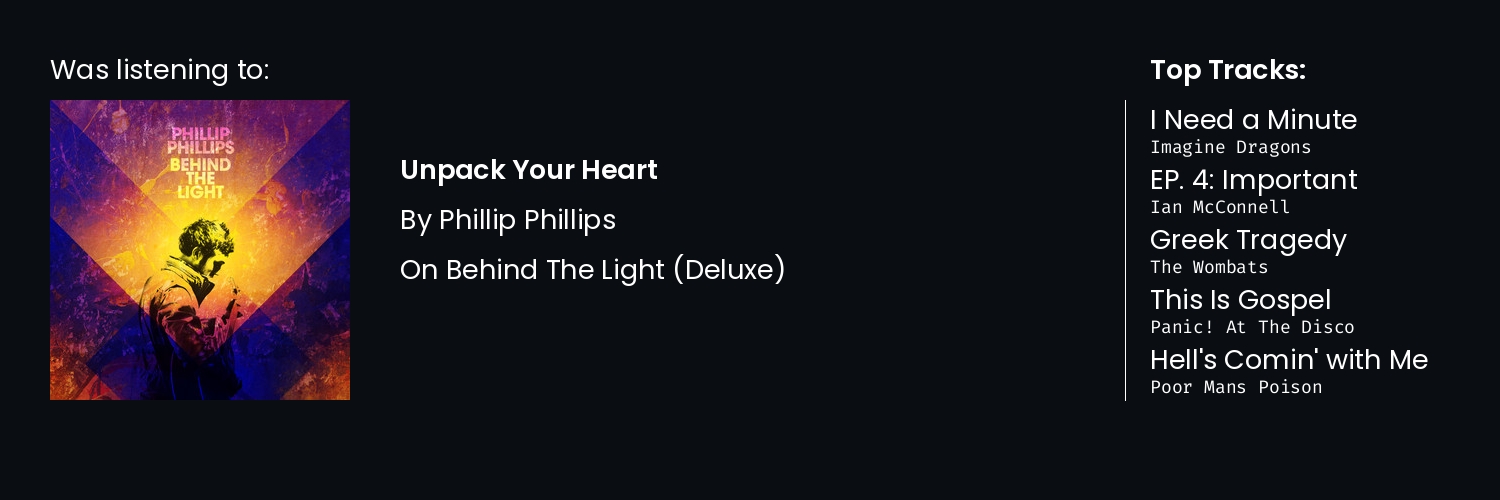 Was listening to:
PHILLIP
PHILLIPS
BEHIND
THE
LIGHT
Unpack Your Heart
By Phillip Phillips
On Behind The Light (Deluxe)
Top Tracks:
I Need a Minute
Imagine Dragons
EP. 4: Important
Ian McConnell
Greek Tragedy
The Wombats
This Is Gospel
Panic! At The Disco
Hell's Comin' with Me
Poor Mans Poison